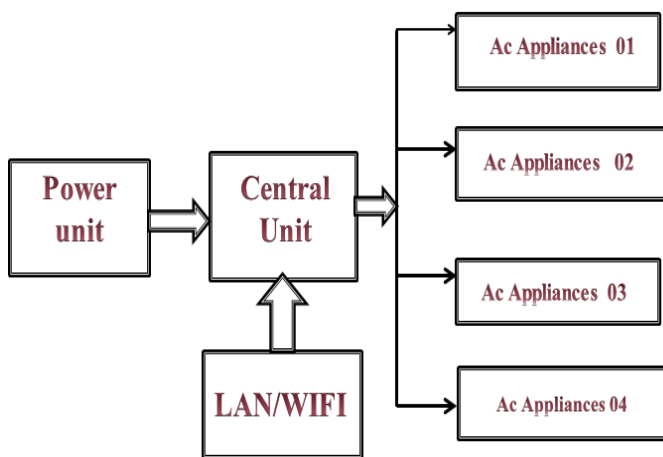 Ac Appliances 01
Ac Appliances 02
Power
unit
Central
Unit
Ac Appliances 03
LAN/WIFI
Ac Appliances 04